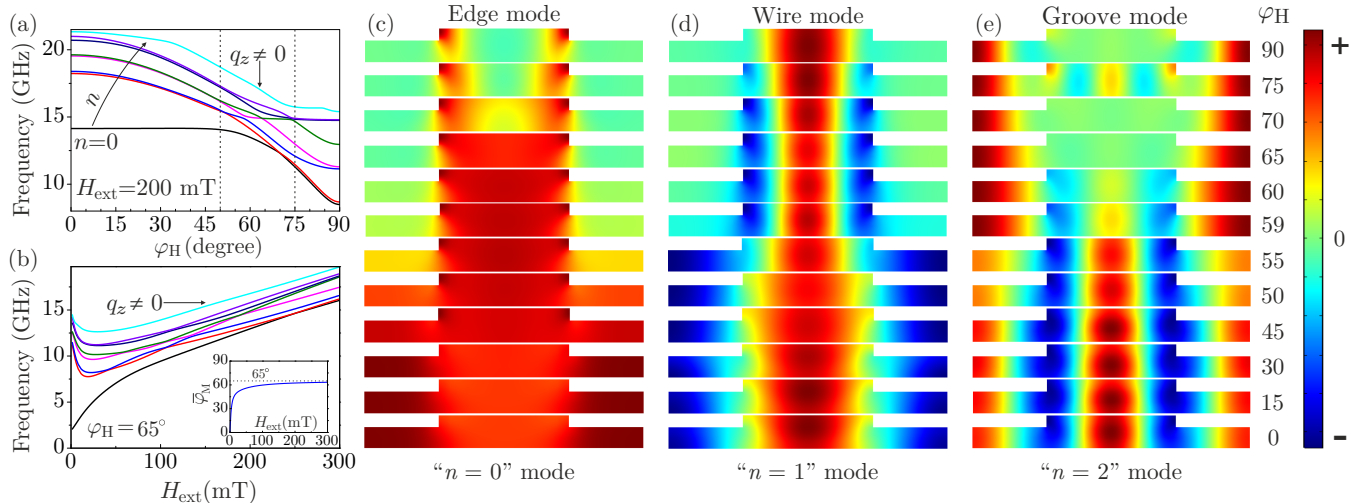 (a)
20
15
10
Frequency (GHz)
n
n=0
q_z ≠ 0
H_ext=200 mT
0 15 30 45 60 75 90
φ_H(degree)
(b)
15
10
5
0
Frequency (GHz)
q_z ≠ 0
φ_H = 65°
90
60
30
0
φ̅_M
65°
H_ext(mT)
0 100 200 300
0 100 200 300
H_ext(mT)
(c) Edge mode
"n = 0" mode
(d) Wire mode
"n = 1" mode
(e) Groove mode
"n = 2" mode
φ_H
90
75
70
65
60
59
55
50
45
30
15
0
+
0
-